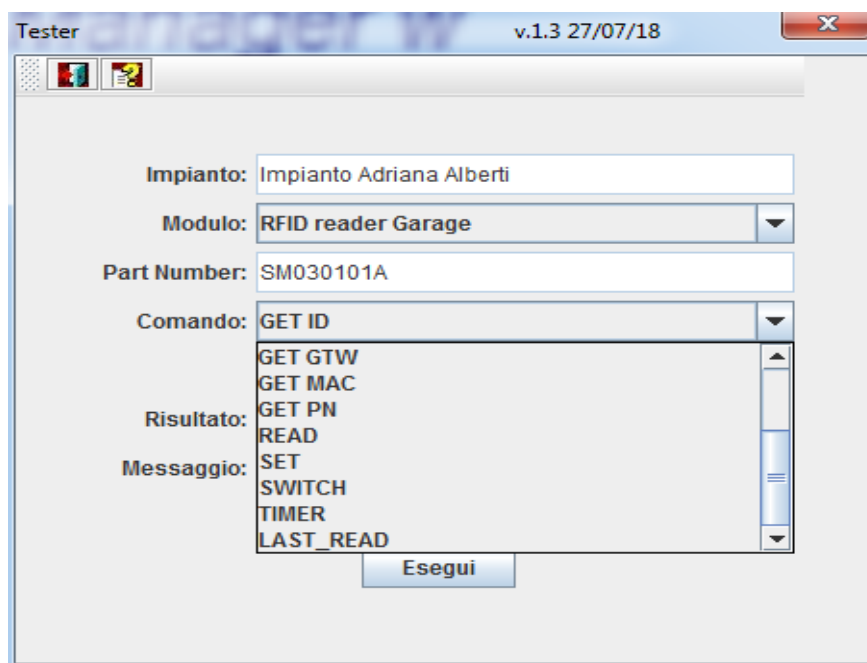 Manager w
Tester v.1.3 27/07/18
Impianto: Impianto Adriana Alberti
Modulo: RFID reader Garage
Part Number: SM030101A
Comando: GET ID
GET GTW
GET MAC
Risultato: GET PN
READ
Messaggio: SET
SWITCH
TIMER
LAST_READ
Esegui